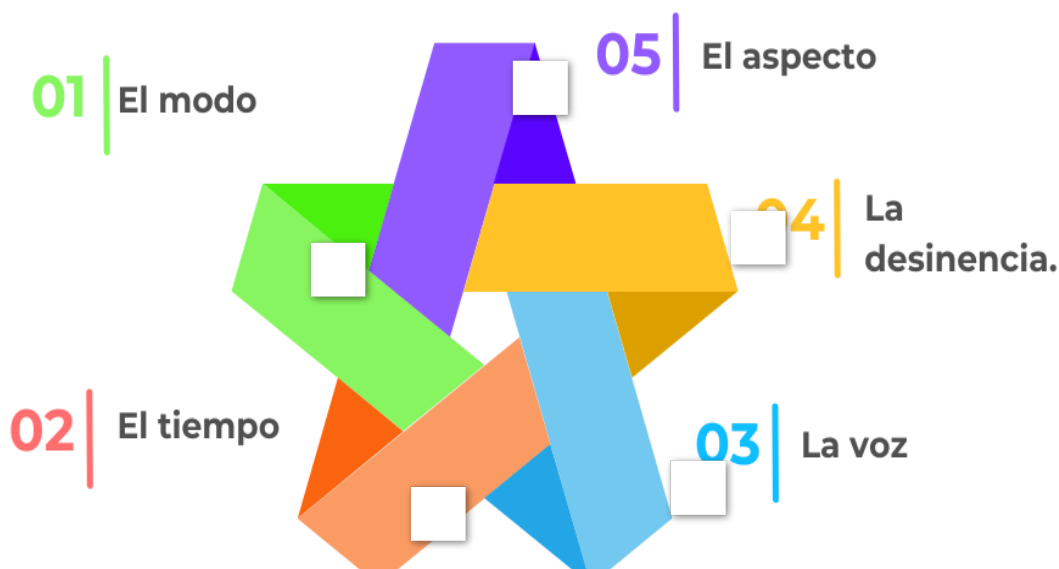 01
El modo
02
El tiempo
03
La voz
04
La
desinencia.
05
El aspecto